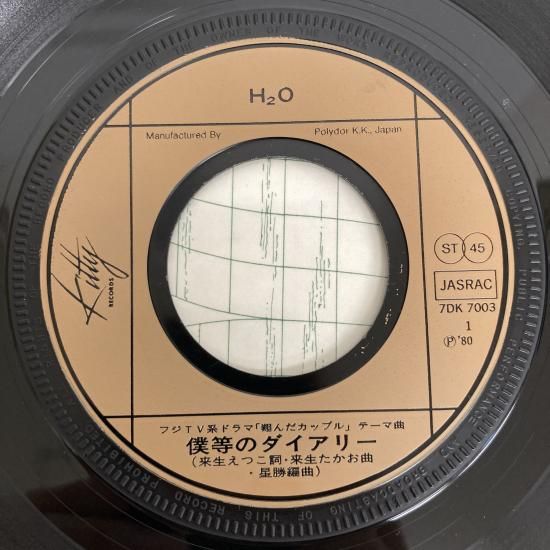 H₂O
Manufactured By Polydor K.K., Japan
Kitty
RECORDS
ST 45
JASRAC
7DK 7003
1
Ⓟ'80
フジTV系ドラマ「翔んだカップル」テーマ曲
僕等のダイアリー
(来生えつこ詞・来生たかお曲
・星勝編曲)